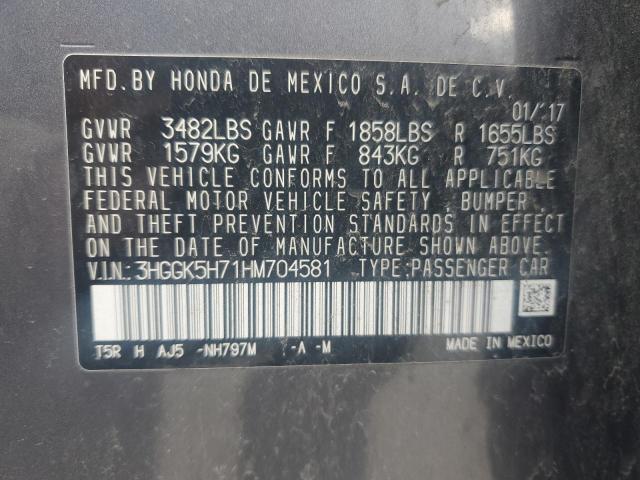 MFD.BY HONDA DE MEXICO S.A. DE C.V.
01/'17
GVWR 3482LBS GAWR F 1858LBS R 1655LBS
GVWR 1579KG GAWR F 843KG R 751KG
THIS VEHICLE CONFORMS TO ALL APPLICABLE
FEDERAL MOTOR VEHICLE SAFETY BUMPER
AND THEFT PREVENTION STANDARDS IN EFFECT
ON THE DATE OF MANUFACTURE SHOWN ABOVE.
V.I.N.:3HGGK5H71HM704581 TYPE:PASSENGER CAR
T5R H AJ5 -NH797M -A -M MADE IN MEXICO